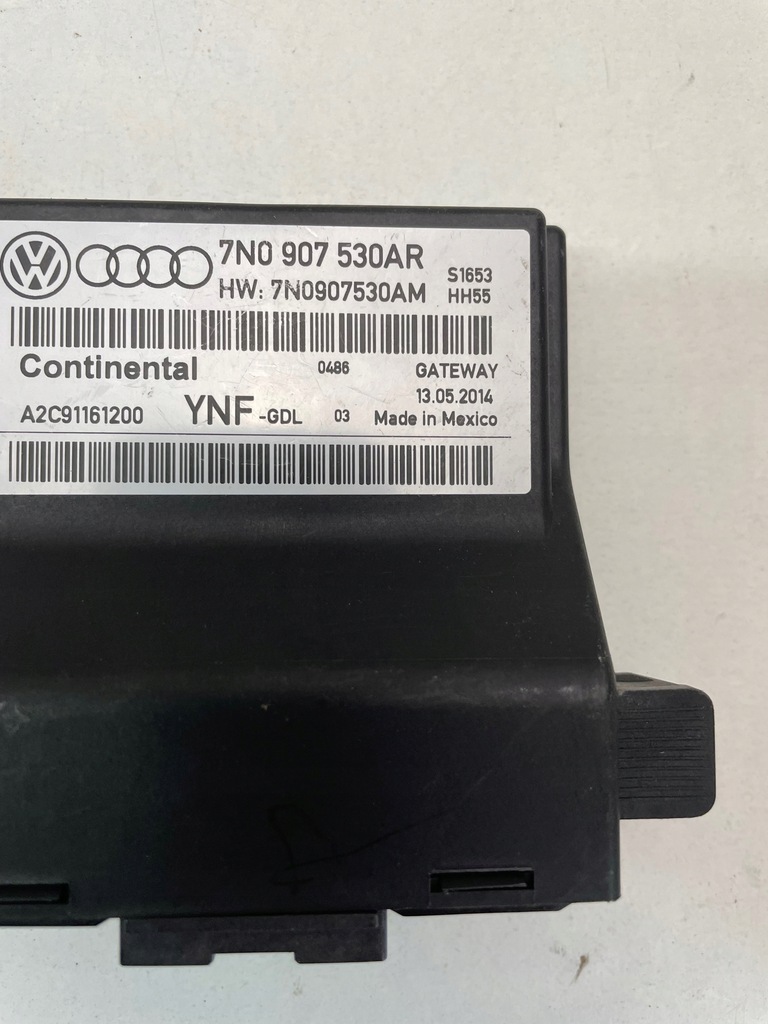 7N0 907 530AR
HW: 7N0907530AM
S1653
HH55
Continental 0486 GATEWAY
13.05.2014
A2C91161200 YNF -GDL 03 Made in Mexico